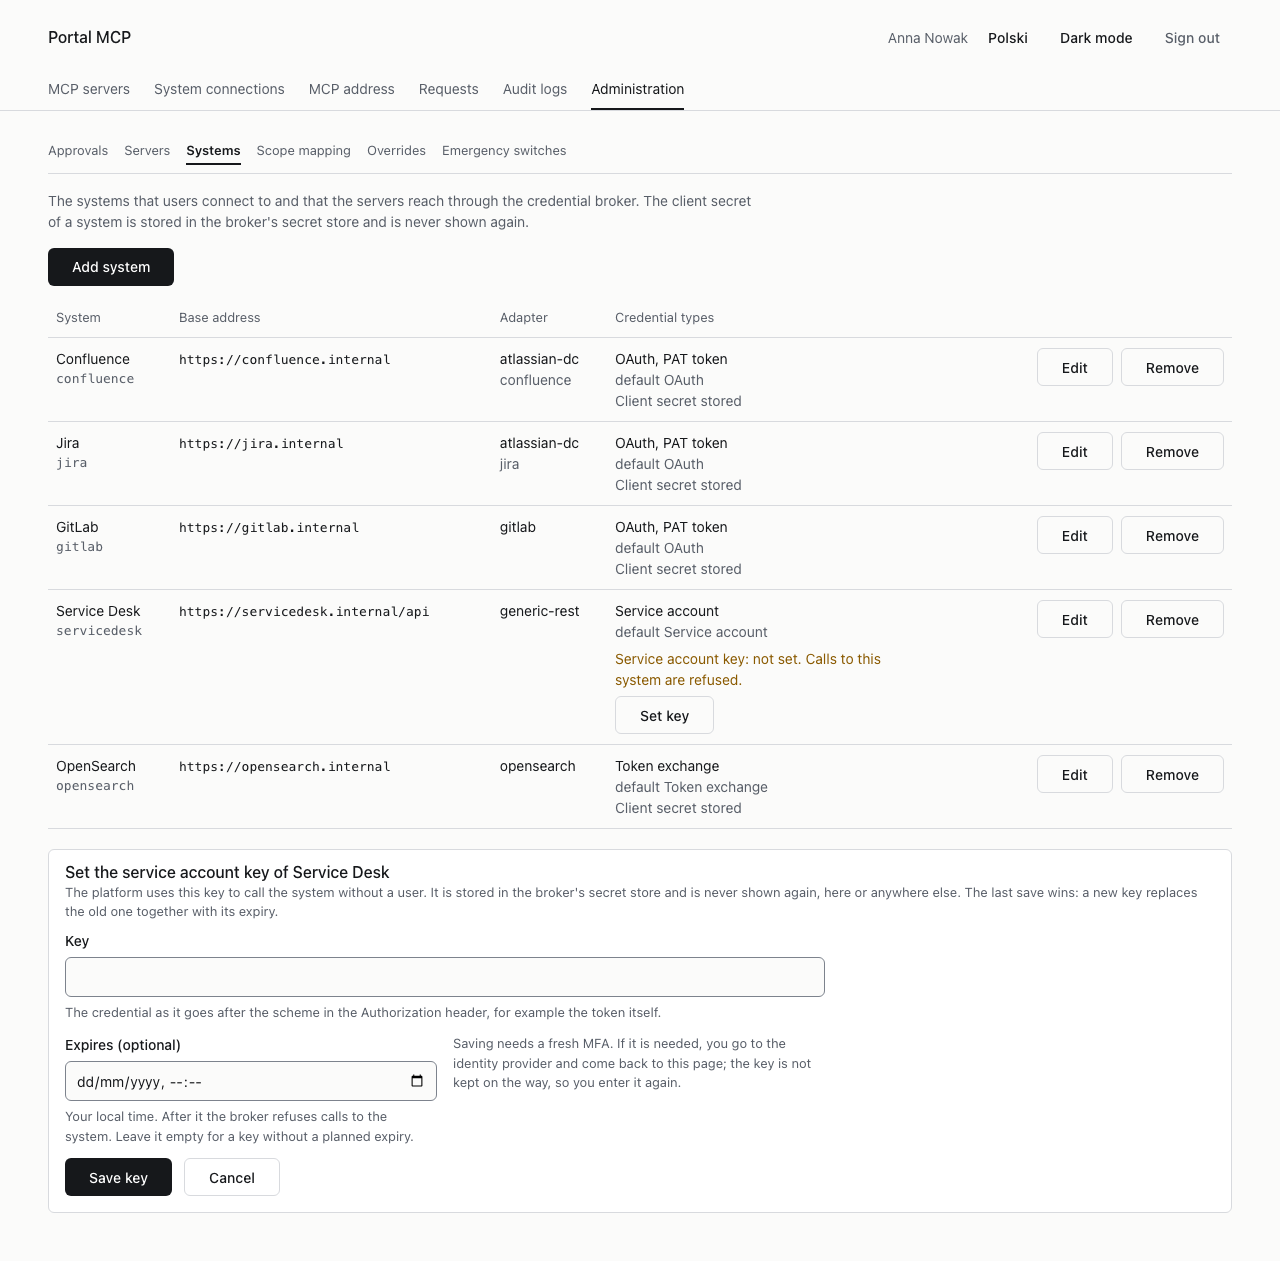 Portal MCP
Anna Nowak Polski Dark mode Sign out
MCP servers System connections MCP address Requests Audit logs Administration
Approvals Servers Systems Scope mapping Overrides Emergency switches
The systems that users connect to and that the servers reach through the credential broker. The client secret
of a system is stored in the broker's secret store and is never shown again.
Add system
System Base address Adapter Credential types
Confluence https://confluence.internal atlassian-dc OAuth, PAT token Edit Remove
confluence confluence default OAuth
Client secret stored
Jira https://jira.internal atlassian-dc OAuth, PAT token Edit Remove
jira jira default OAuth
Client secret stored
GitLab https://gitlab.internal gitlab OAuth, PAT token Edit Remove
gitlab default OAuth
Client secret stored
Service Desk https://servicedesk.internal/api generic-rest Service account Edit Remove
servicedesk default Service account
Service account key: not set. Calls to this
system are refused.
Set key
OpenSearch https://opensearch.internal opensearch Token exchange Edit Remove
opensearch default Token exchange
Client secret stored
Set the service account key of Service Desk
The platform uses this key to call the system without a user. It is stored in the broker's secret store and is never shown again, here or anywhere else. The last save wins: a new key replaces
the old one together with its expiry.
Key
The credential as it goes after the scheme in the Authorization header, for example the token itself.
Expires (optional)
dd/mm/yyyy, --:--
Your local time. After it the broker refuses calls to the
system. Leave it empty for a key without a planned expiry.
Saving needs a fresh MFA. If it is needed, you go to the
identity provider and come back to this page; the key is not
kept on the way, so you enter it again.
Save key Cancel